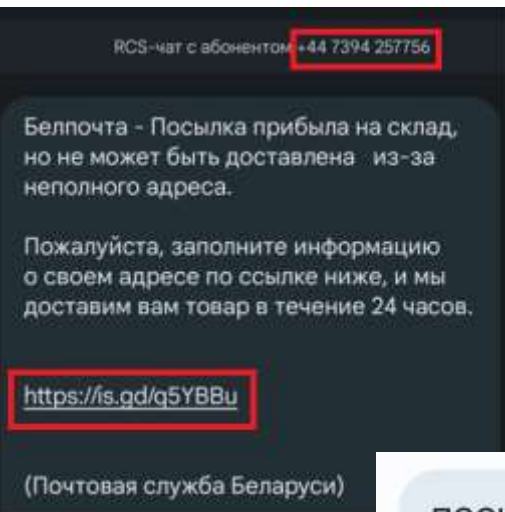 RCS-чат с абонентом +44 7394 257756
Белпочта - Посылка прибыла на склад,
но не может быть доставлена из-за
неполного адреса.
Пожалуйста, заполните информацию
о своем адресе по ссылке ниже, и мы
доставим вам товар в течение 24 часов.
https://is.gd/q5YBBu
(Почтовая служба Беларуси)